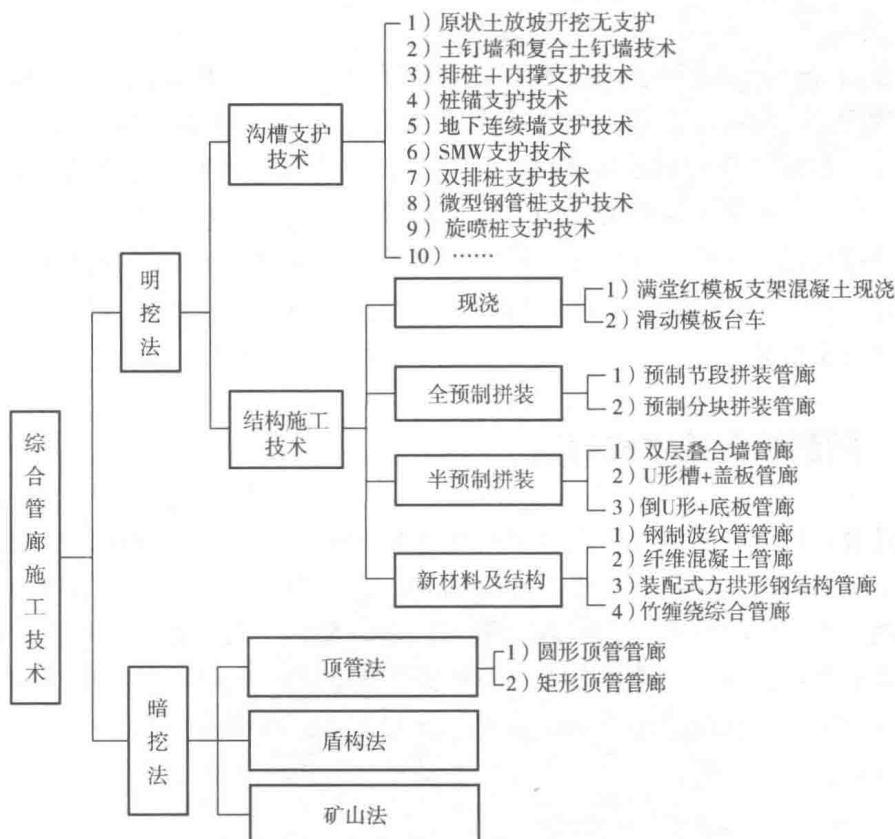 综合管廊施工技术
明挖法
沟槽支护
技术
1）原状土放坡开挖无支护
2）土钉墙和复合土钉墙技术
3）排桩＋内撑支护技术
4）桩锚支护技术
5）地下连续墙支护技术
6）SMW支护技术
7）双排桩支护技术
8）微型钢管桩支护技术
9） 旋喷桩支护技术
10）……
结构施工
技术
现浇
1）满堂红模板支架混凝土现浇
2）滑动模板台车
全预制拼装
1）预制节段拼装管廊
2）预制分块拼装管廊
半预制拼装
1）双层叠合墙管廊
2）U形槽+盖板管廊
3）倒U形+底板管廊
新材料及结构
1）钢制波纹管管廊
2）纤维混凝土管廊
3）装配式方拱形钢结构管廊
4）竹缠绕综合管廊
暗挖法
顶管法
1）圆形顶管管廊
2）矩形顶管管廊
盾构法
矿山法